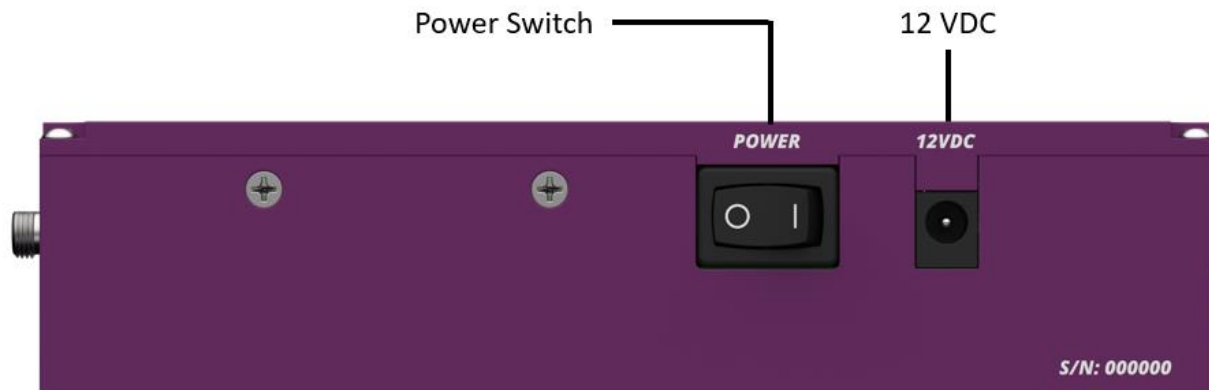 Power Switch
12 VDC
POWER
12VDC
O
I
S/N: 000000